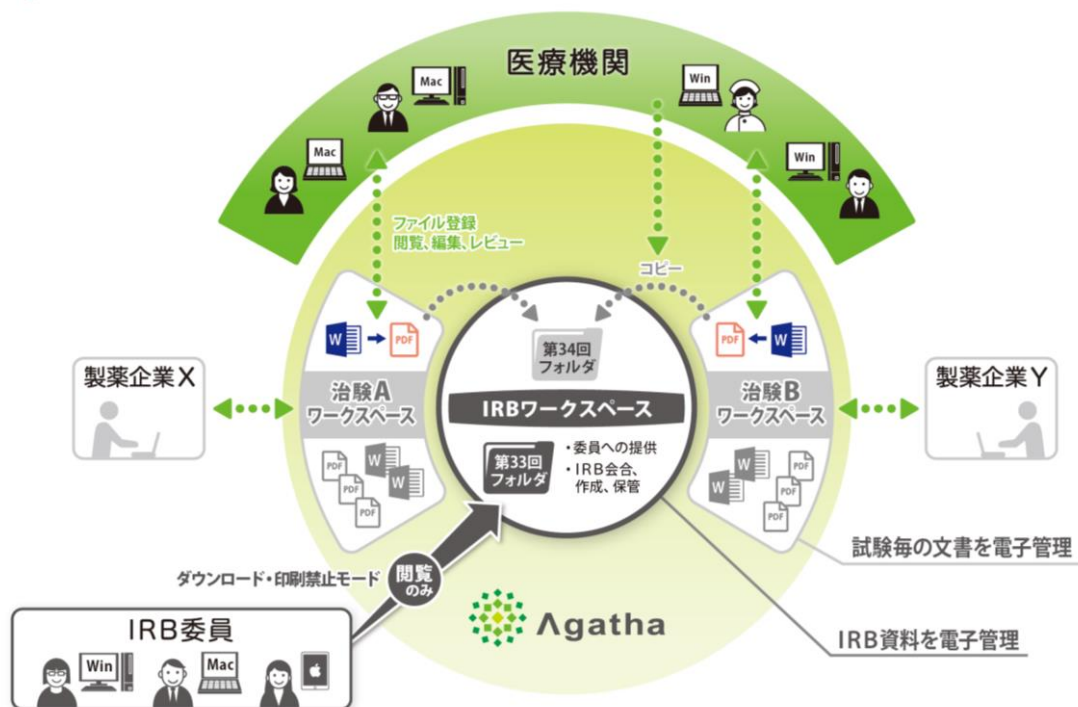 医療機関
Mac
Win
Mac
Win
ファイル登録
閲覧、編集、レビュー
コピー
W
PDF
PDF
W
第34回
フォルダ
製薬企業X
製薬企業Y
治験A
ワークスペース
IRBワークスペース
治験B
ワークスペース
第33回
フォルダ
・委員への提供
・IRB会合、
作成、保管
PDF
W
PDF
W
PDF
W
PDF
W
PDF
PDF
試験毎の文書を電子管理
ダウンロード・印刷禁止モード
閲覧
のみ
Agatha
IRB資料を電子管理
IRB委員
Win
Mac